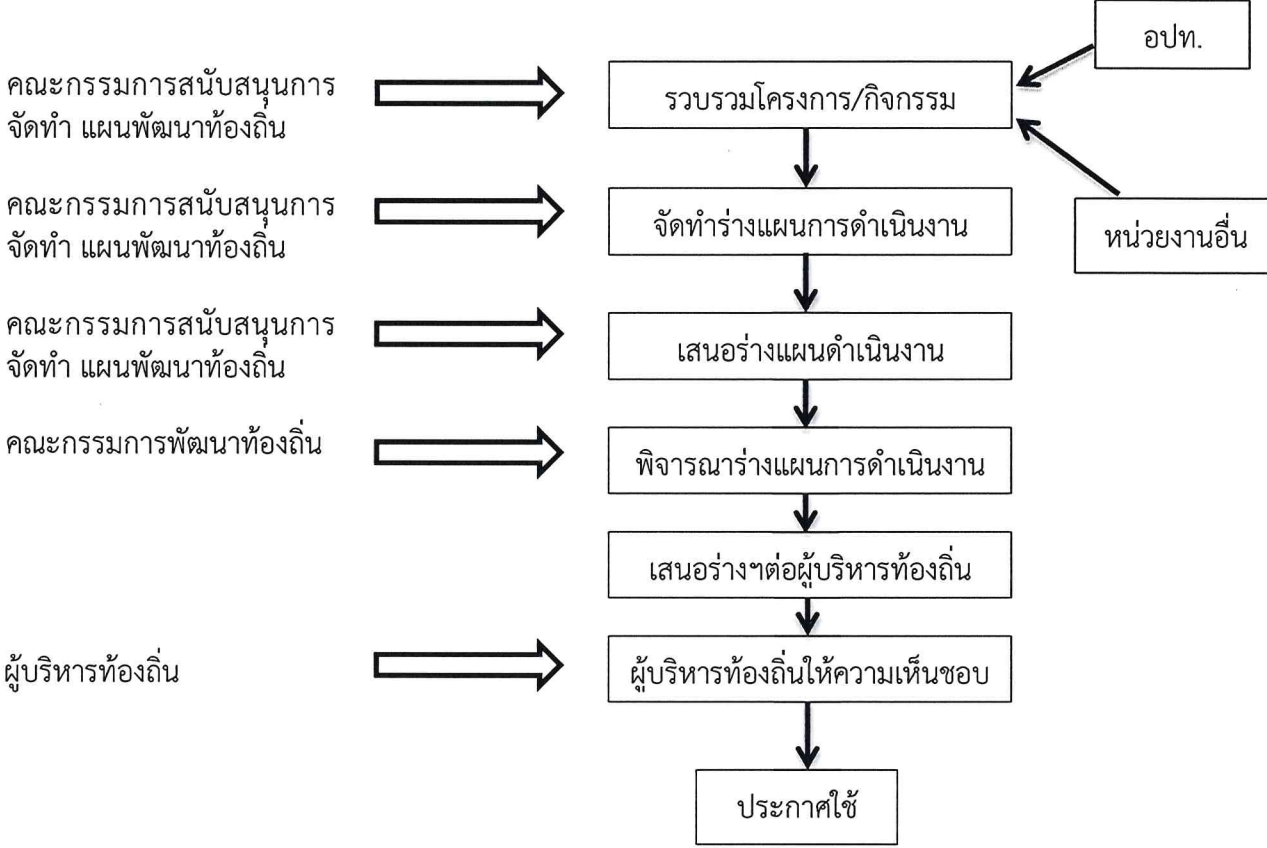 อปท.
คณะกรรมการสนับสนุนการ
จัดทำ แผนพัฒนาท้องถิ่น
รวบรวมโครงการ/กิจกรรม
คณะกรรมการสนับสนุนการ
จัดทำ แผนพัฒนาท้องถิ่น
จัดทำร่างแผนการดำเนินงาน
หน่วยงานอื่น
คณะกรรมการสนับสนุนการ
จัดทำ แผนพัฒนาท้องถิ่น
เสนอร่างแผนดำเนินงาน
คณะกรรมการพัฒนาท้องถิ่น
พิจารณาร่างแผนการดำเนินงาน
เสนอร่างฯต่อผู้บริหารท้องถิ่น
ผู้บริหารท้องถิ่น
ผู้บริหารท้องถิ่นให้ความเห็นชอบ
ประกาศใช้